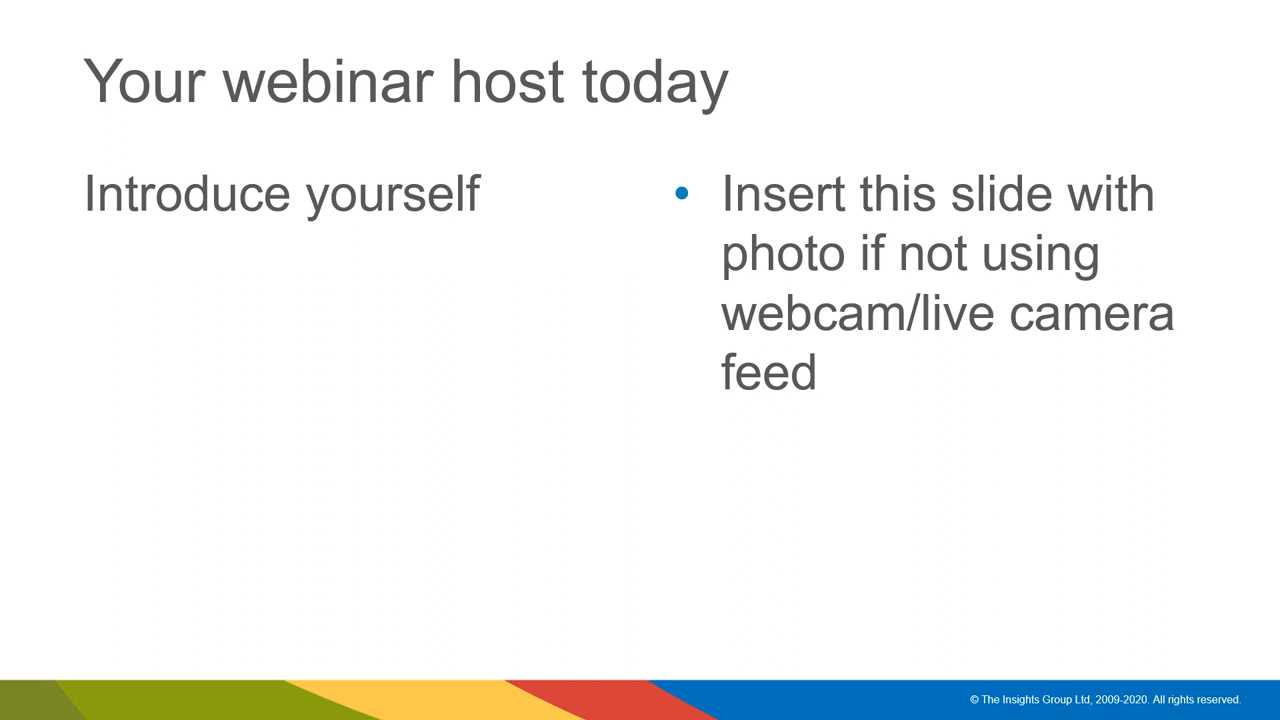 Your webinar host today
Introduce yourself
• Insert this slide with
photo if not using
webcam/live camera
feed
© The Insights Group Ltd, 2009-2020. All rights reserved.